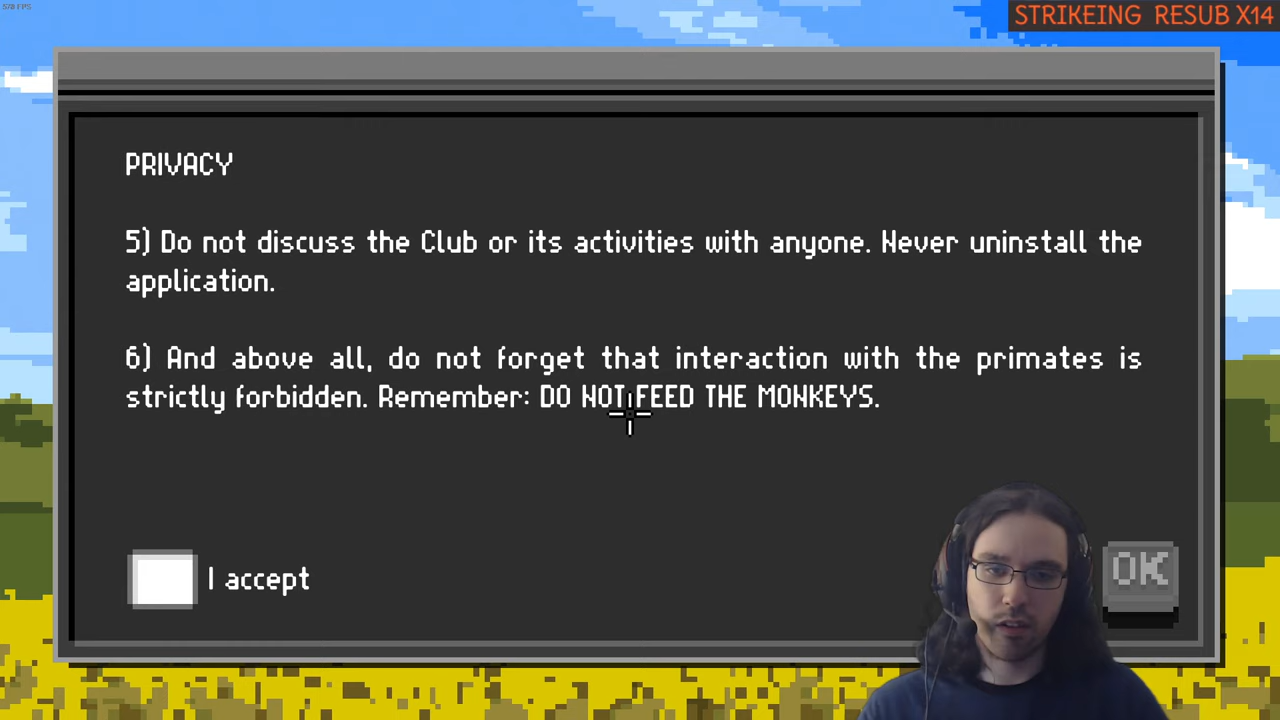 578 FPS
STRIKEING RESUB X14
PRIVACY
5) Do not discuss the Club or its activities with anyone. Never uninstall the
application.
6) And above all, do not forget that interaction with the primates is
strictly forbidden. Remember: DO NOT FEED THE MONKEYS.
I accept
OK